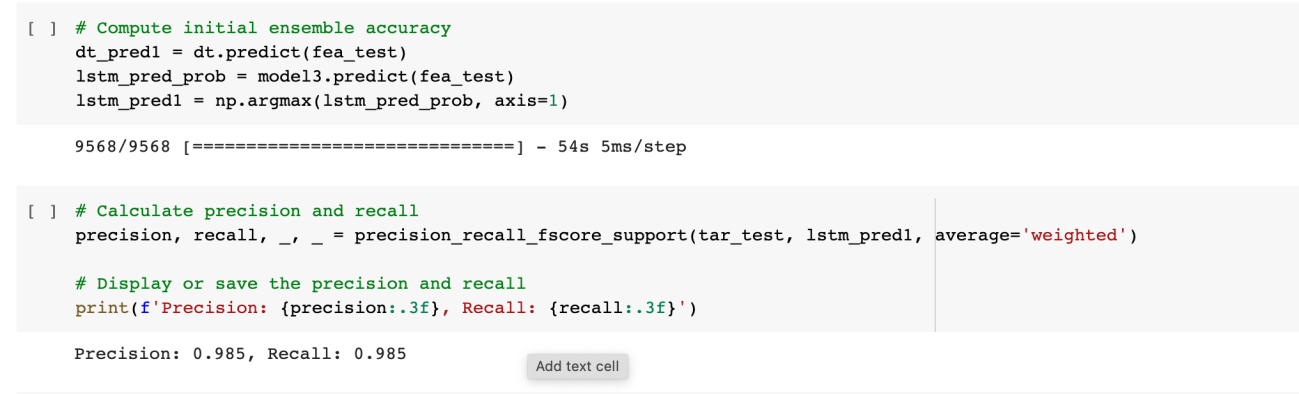 [ ] # Compute initial ensemble accuracy
dt_pred1 = dt.predict(fea_test)
lstm_pred_prob = model3.predict(fea_test)
lstm_pred1 = np.argmax(lstm_pred_prob, axis=1)
9568/9568 [==============================] - 54s 5ms/step
[ ] # Calculate precision and recall
precision, recall, _, _ = precision_recall_fscore_support(tar_test, lstm_pred1, average='weighted')
# Display or save the precision and recall
print(f'Precision: {precision:.3f}, Recall: {recall:.3f}')
Precision: 0.985, Recall: 0.985
Add text cell